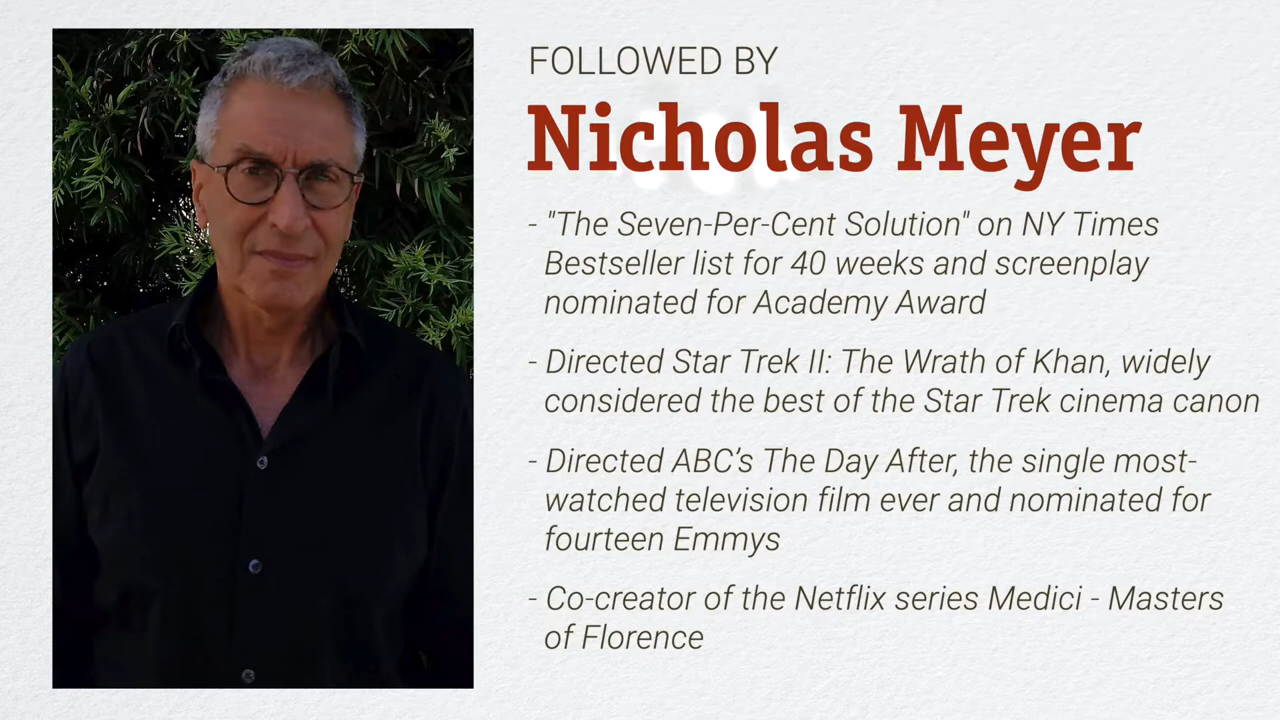 FOLLOWED BY
Nicholas Meyer
- "The Seven-Per-Cent Solution" on NY Times
Bestseller list for 40 weeks and screenplay
nominated for Academy Award
- Directed Star Trek II: The Wrath of Khan, widely
considered the best of the Star Trek cinema canon
- Directed ABC’s The Day After, the single most-
watched television film ever and nominated for
fourteen Emmys
- Co-creator of the Netflix series Medici - Masters
of Florence